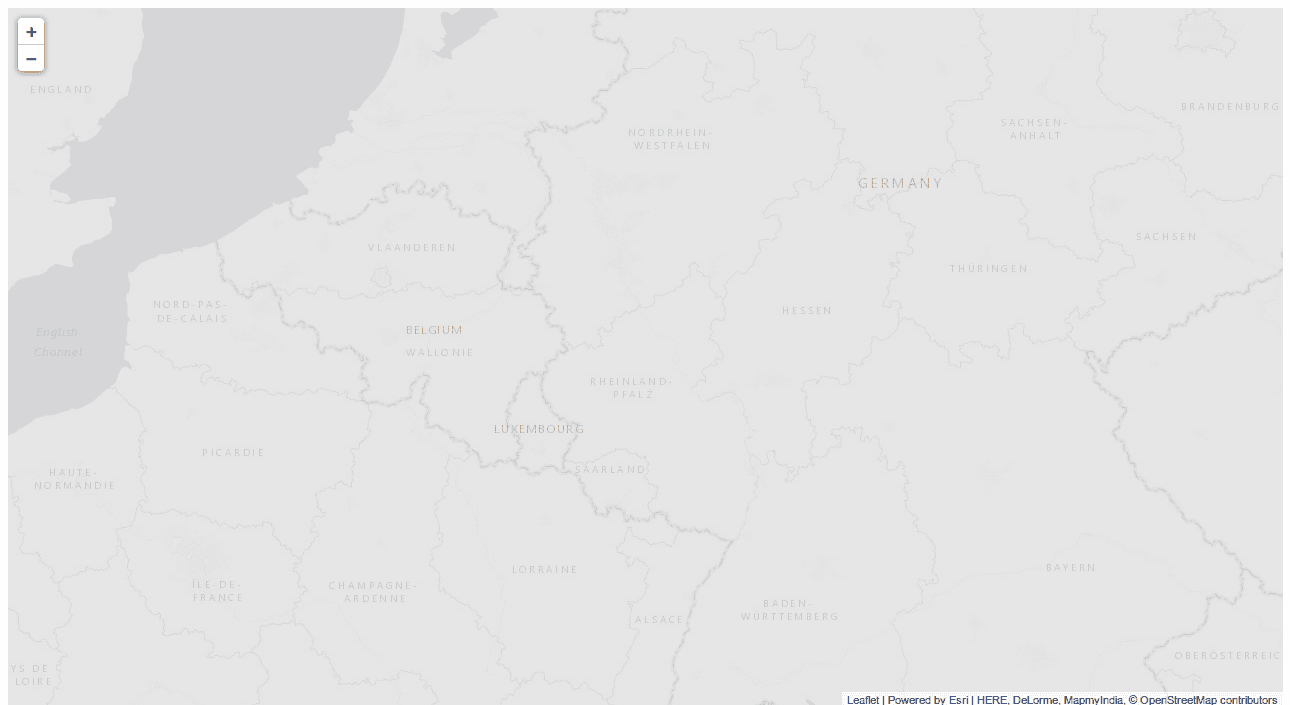 +
−
ENGLAND
BRANDENBURG
NORDRHEIN-
WESTFALEN
SACHSEN-
ANHALT
GERMANY
VLAANDEREN
SACHSEN
THÜRINGEN
NORD-PAS-
DE-CALAIS
HESSEN
English
Channel
BELGIUM
WALLONIE
RHEINLAND-
PFALZ
LUXEMBOURG
PICARDIE
SAARLAND
HAUTE-
NORMANDIE
LORRAINE
BAYERN
ÎLE-DE-
FRANCE
CHAMPAGNE-
ARDENNE
BADEN-
WÜRTTEMBERG
ALSACE
OBERÖSTERREIC
YS DE
LOIRE
Leaflet | Powered by Esri | HERE, DeLorme, MapmyIndia, © OpenStreetMap contributors